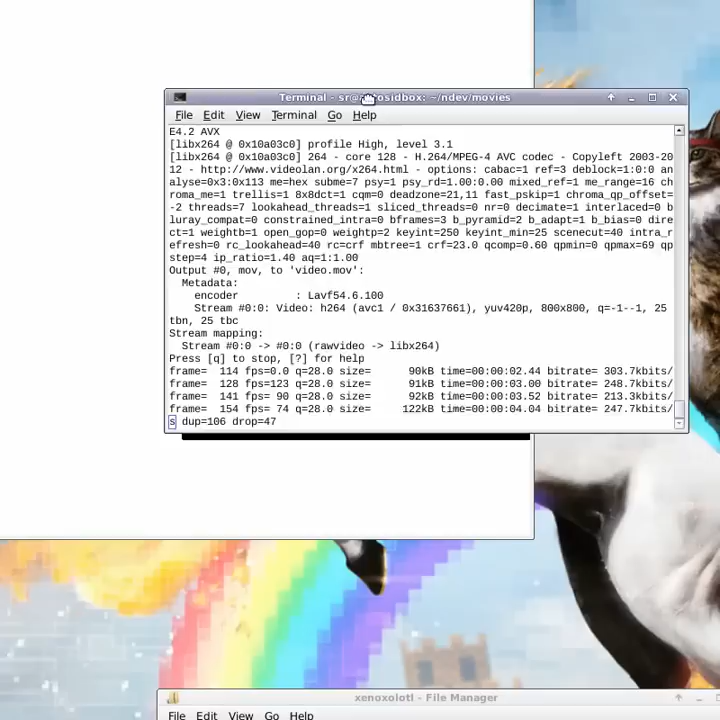 Terminal - sr@ osidbox: ~/ndev/movies
File Edit View Terminal Go Help
E4.2 AVX
[libx264 @ 0x10a03c0] profile High, level 3.1
[libx264 @ 0x10a03c0] 264 - core 128 - H.264/MPEG-4 AVC codec - Copyleft 2003-20
12 - http://www.videolan.org/x264.html - options: cabac=1 ref=3 deblock=1:0:0 an
alyse=0x3:0x113 me=hex subme=7 psy=1 psy_rd=1.00:0.00 mixed_ref=1 me_range=16 ch
roma_me=1 trellis=1 8x8dct=1 cqm=0 deadzone=21,11 fast_pskip=1 chroma_qp_offset=
-2 threads=7 lookahead_threads=1 sliced_threads=0 nr=0 decimate=1 interlaced=0 b
luray_compat=0 constrained_intra=0 bframes=3 b_pyramid=2 b_adapt=1 b_bias=0 dire
ct=1 weightb=1 open_gop=0 weightp=2 keyint=250 keyint_min=25 scenecut=40 intra_r
efresh=0 rc_lookahead=40 rc=crf mbtree=1 crf=23.0 qcomp=0.60 qpmin=0 qpmax=69 qp
step=4 ip_ratio=1.40 aq=1:1.00
Output #0, mov, to 'video.mov':
Metadata:
encoder : Lavf54.6.100
Stream #0:0: Video: h264 (avc1 / 0x31637661), yuv420p, 800x800, q=-1--1, 25
tbn, 25 tbc
Stream mapping:
Stream #0:0 -> #0:0 (rawvideo -> libx264)
Press [q] to stop, [?] for help
frame= 114 fps=0.0 q=28.0 size= 90kB time=00:00:02.44 bitrate= 303.7kbits/
frame= 128 fps=123 q=28.0 size= 91kB time=00:00:03.00 bitrate= 248.7kbits/
frame= 141 fps= 90 q=28.0 size= 92kB time=00:00:03.52 bitrate= 213.3kbits/
frame= 154 fps= 74 q=28.0 size= 122kB time=00:00:04.04 bitrate= 247.7kbits/
s dup=106 drop=47
xenoxolotl - File Manager
File Edit View Go Help